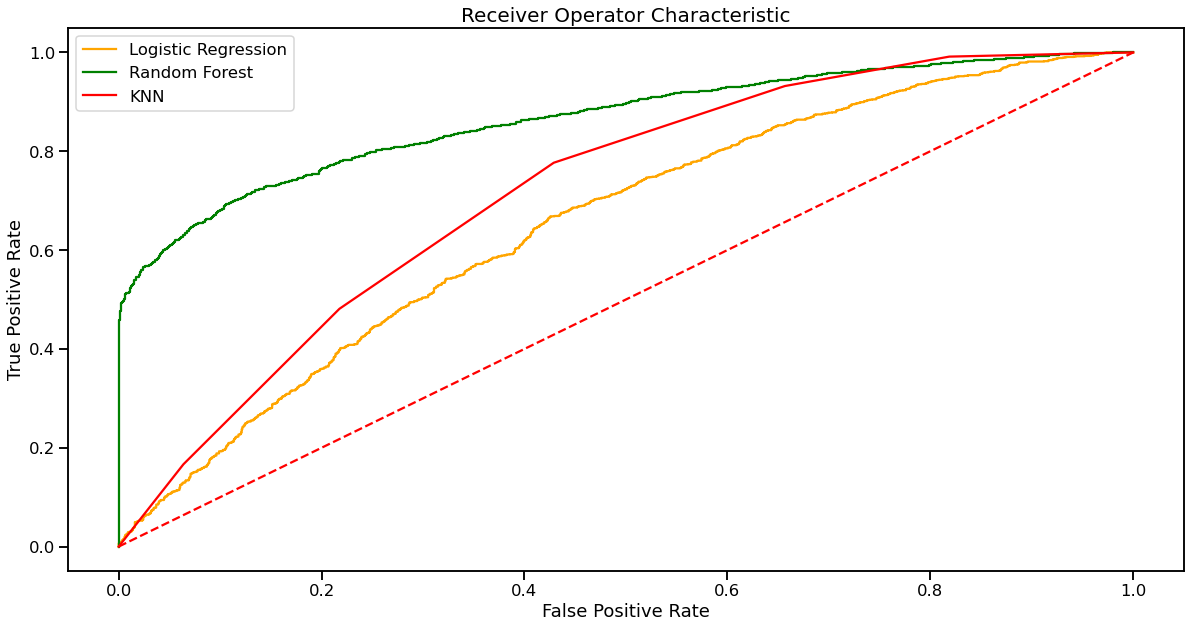 Receiver Operator Characteristic
Logistic Regression
Random Forest
KNN
True Positive Rate
1.0
0.8
0.6
0.4
0.2
0.0
0.0 0.2 0.4 0.6 0.8 1.0
False Positive Rate